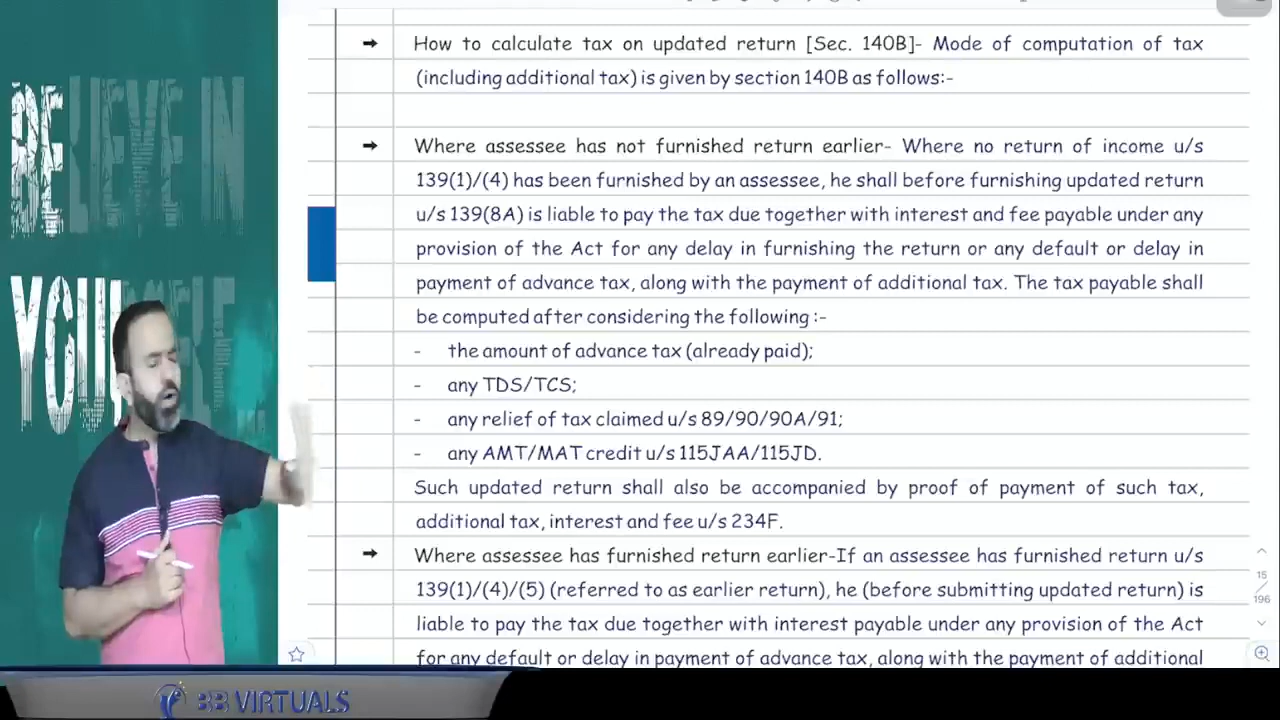 BELIEVE IN
YOURSELF...
➞ How to calculate tax on updated return [Sec. 140B]- Mode of computation of tax
(including additional tax) is given by section 140B as follows:-
➞ Where assessee has not furnished return earlier- Where no return of income u/s
139(1)/(4) has been furnished by an assessee, he shall before furnishing updated return
u/s 139(8A) is liable to pay the tax due together with interest and fee payable under any
provision of the Act for any delay in furnishing the return or any default or delay in
payment of advance tax, along with the payment of additional tax. The tax payable shall
be computed after considering the following :-
- the amount of advance tax (already paid);
- any TDS/TCS;
- any relief of tax claimed u/s 89/90/90A/91;
- any AMT/MAT credit u/s 115JAA/115JD.
Such updated return shall also be accompanied by proof of payment of such tax,
additional tax, interest and fee u/s 234F.
➞ Where assessee has furnished return earlier-If an assessee has furnished return u/s
139(1)/(4)/(5) (referred to as earlier return), he (before submitting updated return) is
liable to pay the tax due together with interest payable under any provision of the Act
for any default or delay in payment of advance tax, along with the payment of additional
15
196
BB VIRTUALS